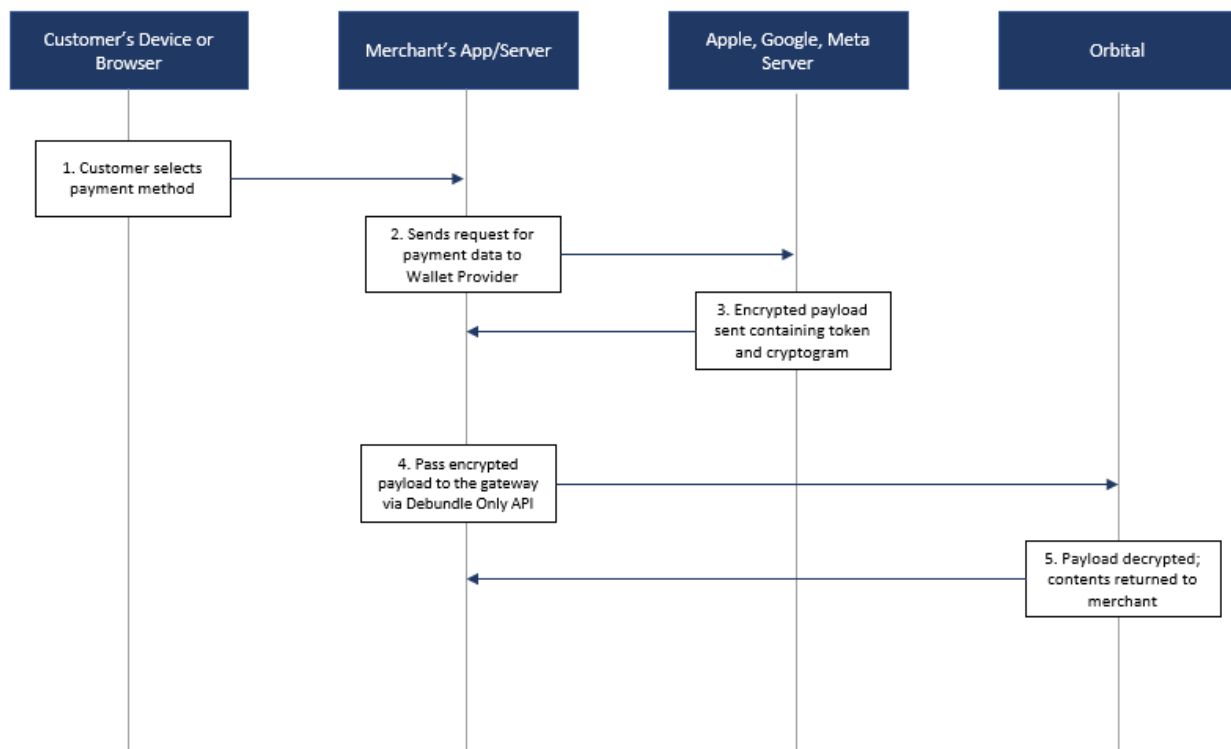 Customer's Device or
Browser
Merchant's App/Server
Apple, Google, Meta
Server
Orbital
1. Customer selects
payment method
2. Sends request for
payment data to
Wallet Provider
3. Encrypted payload
sent containing token
and cryptogram
4. Pass encrypted
payload to the gateway
via Debundle Only API
5. Payload decrypted;
contents returned to
merchant